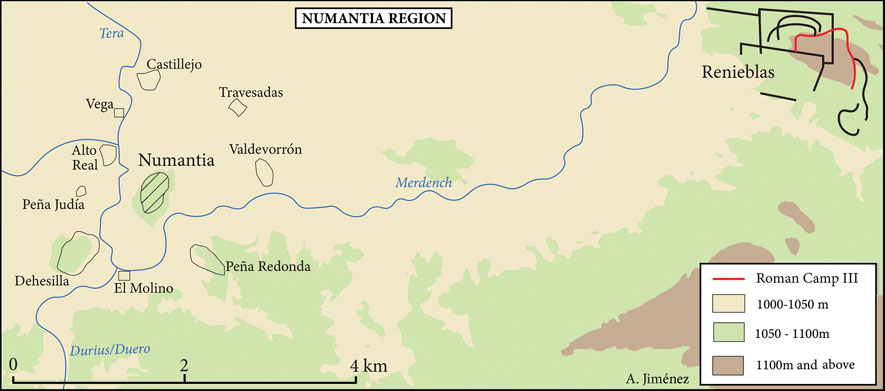 NUMANTIA REGION
Tera
Castillejo
Vega
Travesadas
Renieblas
Alto
Real
Numantia
Valdevorrón
Merdench
Peña Judía
Dehesilla
El Molino
Peña Redonda
Durius/Duero
0 2 4 km
A. Jiménez
Roman Camp III
1000-1050 m
1050 - 1100m
1100m and above